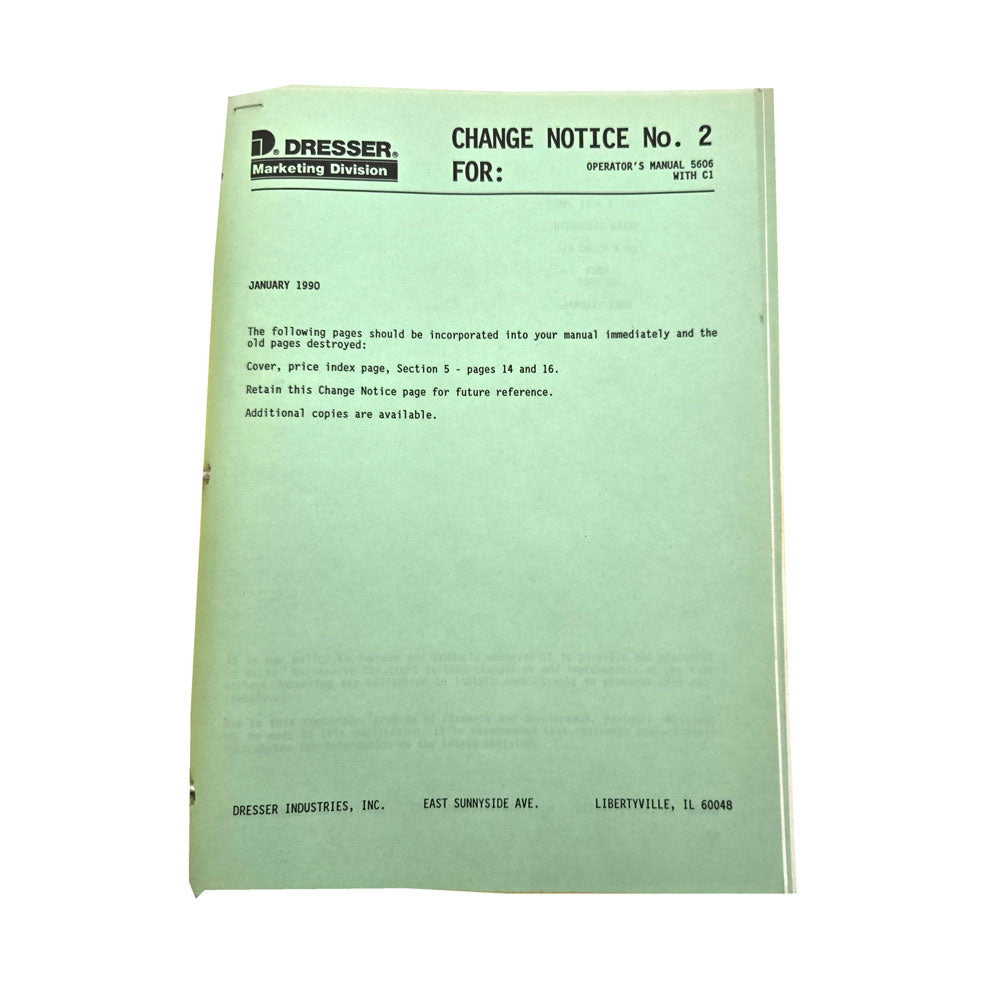 D® DRESSER®
Marketing Division
CHANGE NOTICE No. 2
FOR:
OPERATOR'S MANUAL 5606
WITH C1
JANUARY 1990
The following pages should be incorporated into your manual immediately and the
old pages destroyed:
Cover, price index page, Section 5 - pages 14 and 16.
Retain this Change Notice page for future reference.
Additional copies are available.
DRESSER INDUSTRIES, INC. EAST SUNNYSIDE AVE. LIBERTYVILLE, IL 60048